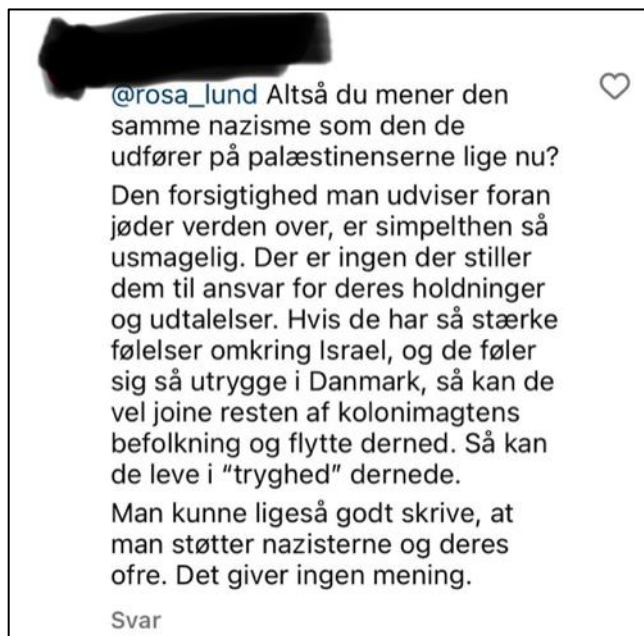 @rosa_lund Altså du mener den
samme nazisme som den de
udfører på palæstinenserne lige nu?
Den forsigtighed man udviser foran
jøder verden over, er simpelthen så
usmagelig. Der er ingen der stiller
dem til ansvar for deres holdninger
og udtalelser. Hvis de har så stærke
følelser omkring Israel, og de føler
sig så utrygge i Danmark, så kan de
vel joine resten af kolonimagtens
befolkning og flytte derned. Så kan
de leve i “tryghed” dernede.
Man kunne ligeså godt skrive, at
man støtter nazisterne og deres
ofre. Det giver ingen mening.
Svar